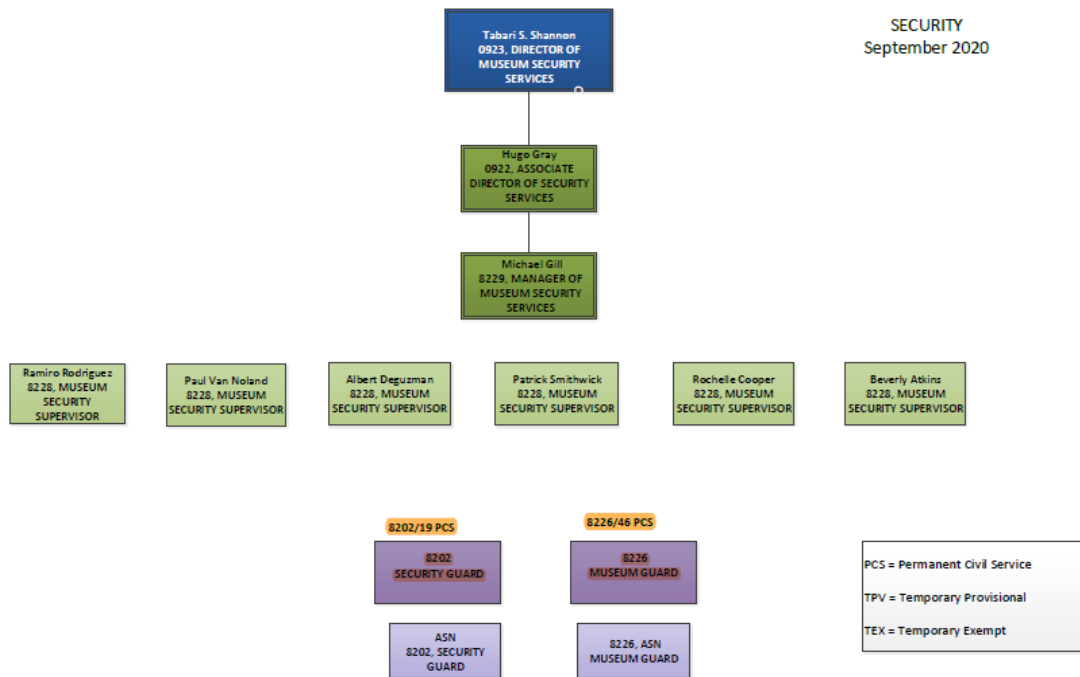 SECURITY
September 2020
Tabari S. Shannon
0923, DIRECTOR OF
MUSEUM SECURITY
SERVICES
Hugo Gray
0922, ASSOCIATE
DIRECTOR OF SECURITY
SERVICES
Michael Gill
8229, MANAGER OF
MUSEUM SECURITY
SERVICES
Ramiro Rodriguez
8228, MUSEUM
SECURITY
SUPERVISOR
Paul Van Noland
8228, MUSEUM
SECURITY SUPERVISOR
Albert Deguzman
8228, MUSEUM
SECURITY SUPERVISOR
Patrick Smithwick
8228, MUSEUM
SECURITY SUPERVISOR
Rochelle Cooper
8228, MUSEUM
SECURITY SUPERVISOR
Beverly Atkins
8228, MUSEUM
SECURITY SUPERVISOR
8202/19 PCS
8202
SECURITY GUARD
ASN
8202, SECURITY
GUARD
8226/46 PCS
8226
MUSEUM GUARD
8226, ASN
MUSEUM GUARD
PCS = Permanent Civil Service
TPV = Temporary Provisional
TEX = Temporary Exempt